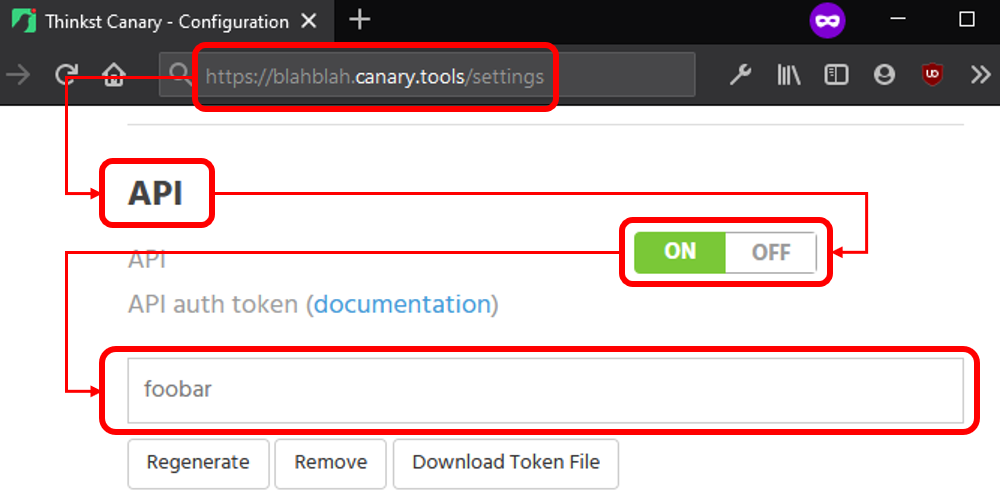 Thinkst Canary - Configuration
https://blahblah.canary.tools/settings
API
API
ON OFF
API auth token (documentation)
foobar
Regenerate Remove Download Token File